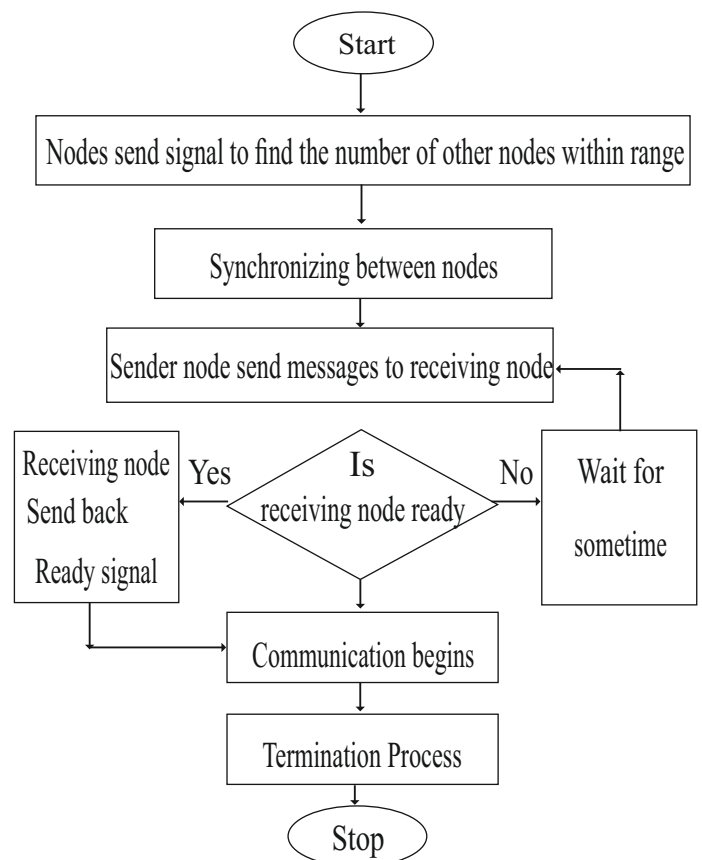 Start
Nodes send signal to find the number of other nodes within range
Synchronizing between nodes
Sender node send messages to receiving node
Receiving node
Send back
Ready signal
Yes
Is
receiving node ready
No
Wait for
sometime
Communication begins
Termination Process
Stop